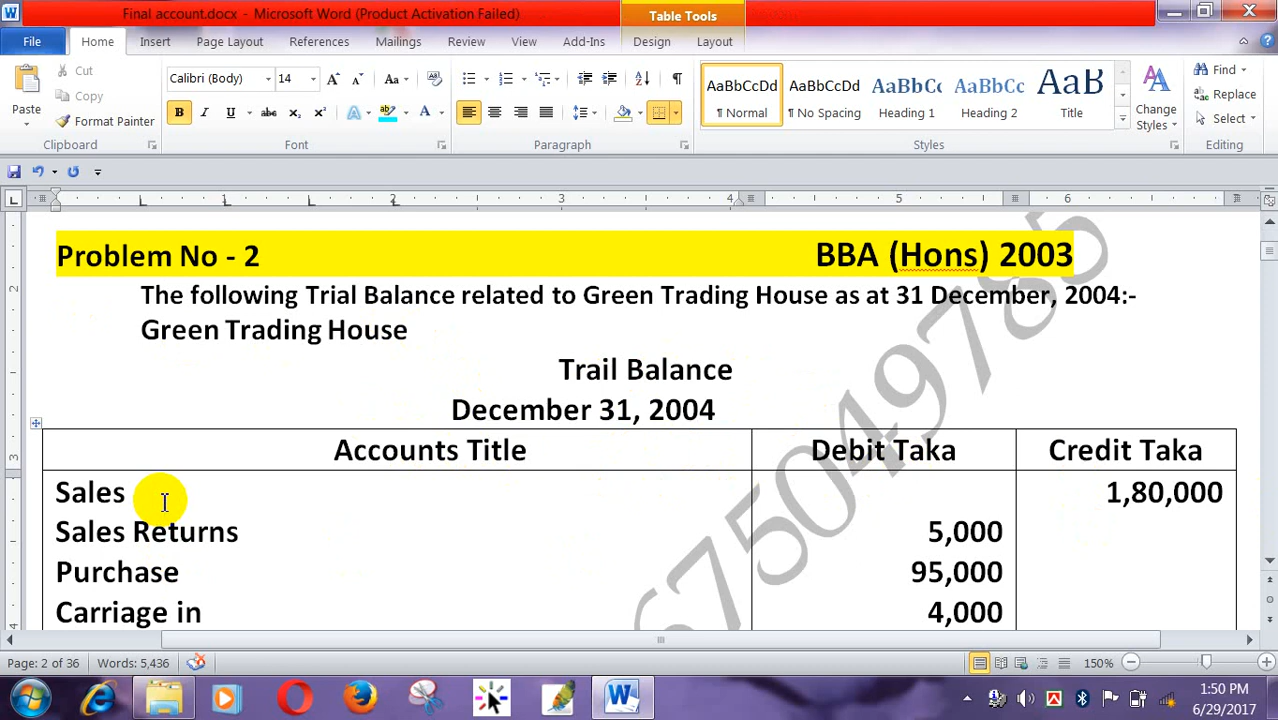 Final account.docx - Microsoft Word (Product Activation Failed)
Table Tools
File Home Insert Page Layout References Mailings Review View Add-Ins Design Layout
Paste
Cut
Copy
Format Painter
Clipboard
Calibri (Body) 14
Font
Paragraph
AaBbCcDd AaBbCcDd AaBbCc AaBbCc AaB
¶ Normal ¶ No Spacing Heading 1 Heading 2 Title
Change Styles
Styles
Find
Replace
Select
Editing
1 2 3 4 5 6
Problem No - 2 BBA (Hons) 2003
The following Trial Balance related to Green Trading House as at 31 December, 2004:-
Green Trading House
Trail Balance
December 31, 2004
Accounts Title Debit Taka Credit Taka
Sales 1,80,000
Sales Returns 5,000
Purchase 95,000
Carriage in 4,000
Page: 2 of 36 Words: 5,436 150%
1:50 PM
6/29/2017